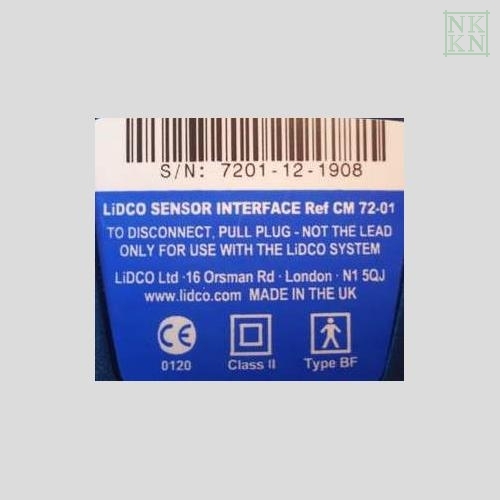 NK
KN
S/N: 7201-12-1908
LiDCO SENSOR INTERFACE Ref CM 72-01
TO DISCONNECT, PULL PLUG - NOT THE LEAD
ONLY FOR USE WITH THE LiDCO SYSTEM
LiDCO Ltd · 16 Orsman Rd · London · N1 5QJ
www.lidco.com MADE IN THE UK
CE
0120 Class II Type BF